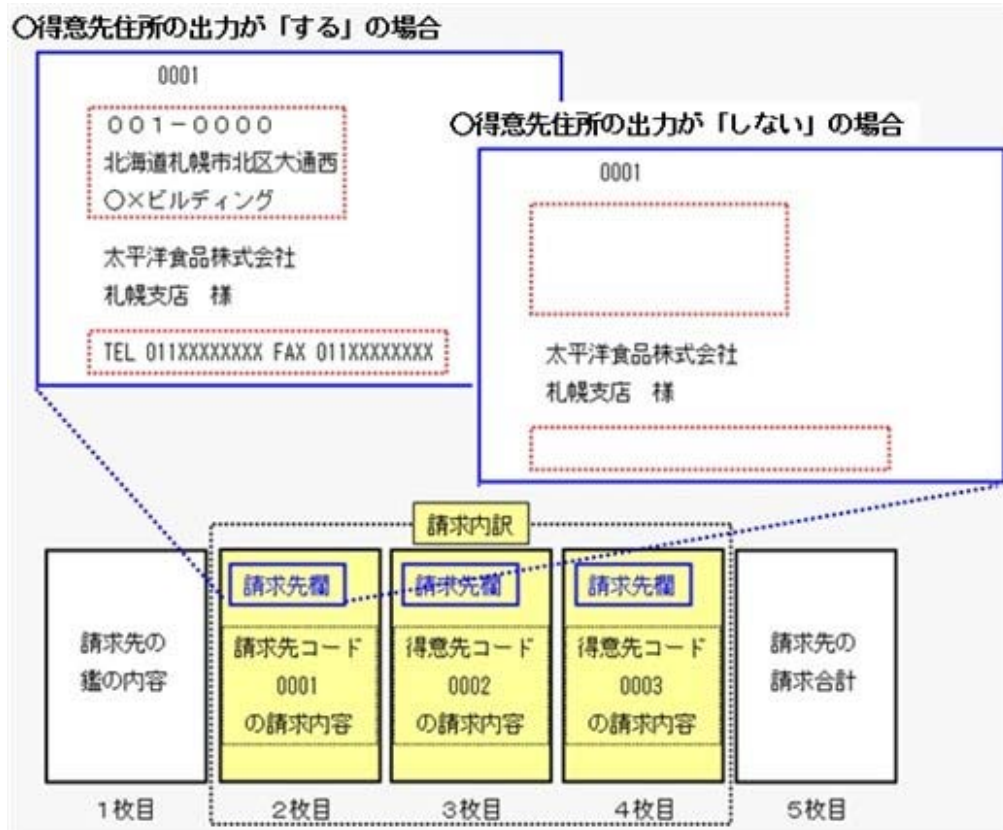 ○得意先住所の出力が「する」の場合
0001
001-0000
北海道札幌市北区大通西
○×ビルディング
太平洋食品株式会社
札幌支店 様
TEL 011XXXXXXXX FAX 011XXXXXXXX
○得意先住所の出力が「しない」の場合
0001
太平洋食品株式会社
札幌支店 様
請求内訳
請求先の
鑑の内容
1枚目
請求先欄
請求先コード
0001
の請求内容
2枚目
請求先欄
得意先コード
0002
の請求内容
3枚目
請求先欄
得意先コード
0003
の請求内容
4枚目
請求先の
請求合計
5枚目